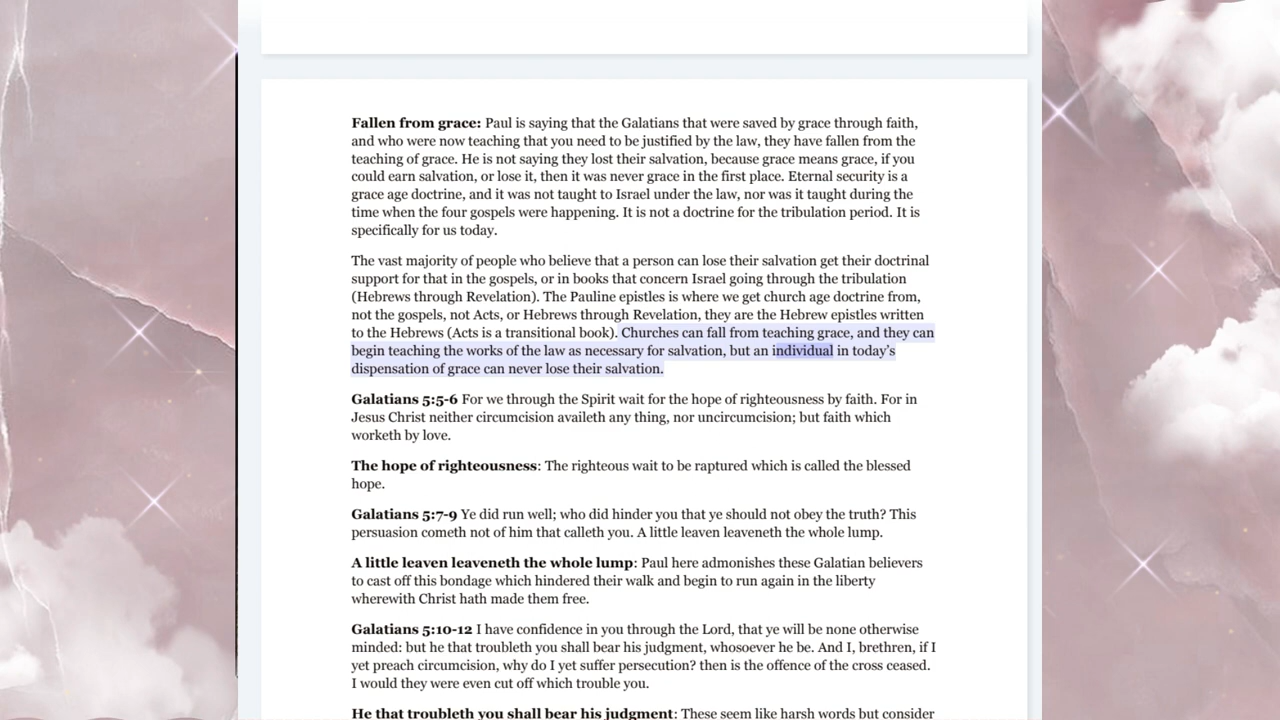 Fallen from grace: Paul is saying that the Galatians that were saved by grace through faith,
and who were now teaching that you need to be justified by the law, they have fallen from the
teaching of grace. He is not saying they lost their salvation, because grace means grace, if you
could earn salvation, or lose it, then it was never grace in the first place. Eternal security is a
grace age doctrine, and it was not taught to Israel under the law, nor was it taught during the
time when the four gospels were happening. It is not a doctrine for the tribulation period. It is
specifically for us today.
The vast majority of people who believe that a person can lose their salvation get their doctrinal
support for that in the gospels, or in books that concern Israel going through the tribulation
(Hebrews through Revelation). The Pauline epistles is where we get church age doctrine from,
not the gospels, not Acts, or Hebrews through Revelation, they are the Hebrew epistles written
to the Hebrews (Acts is a transitional book). Churches can fall from teaching grace, and they can
begin teaching the works of the law as necessary for salvation, but an individual in today's
dispensation of grace can never lose their salvation.
Galatians 5:5-6 For we through the Spirit wait for the hope of righteousness by faith. For in
Jesus Christ neither circumcision availeth any thing, nor uncircumcision; but faith which
worketh by love.
The hope of righteousness: The righteous wait to be raptured which is called the blessed
hope.
Galatians 5:7-9 Ye did run well; who did hinder you that ye should not obey the truth? This
persuasion cometh not of him that calleth you. A little leaven leaveneth the whole lump.
A little leaven leaveneth the whole lump: Paul here admonishes these Galatian believers
to cast off this bondage which hindered their walk and begin to run again in the liberty
wherewith Christ hath made them free.
Galatians 5:10-12 I have confidence in you through the Lord, that ye will be none otherwise
minded: but he that troubleth you shall bear his judgment, whosoever he be. And I, brethren, if I
yet preach circumcision, why do I yet suffer persecution? then is the offence of the cross ceased.
I would they were even cut off which trouble you.
He that troubleth you shall bear his judgment: These seem like harsh words but consider